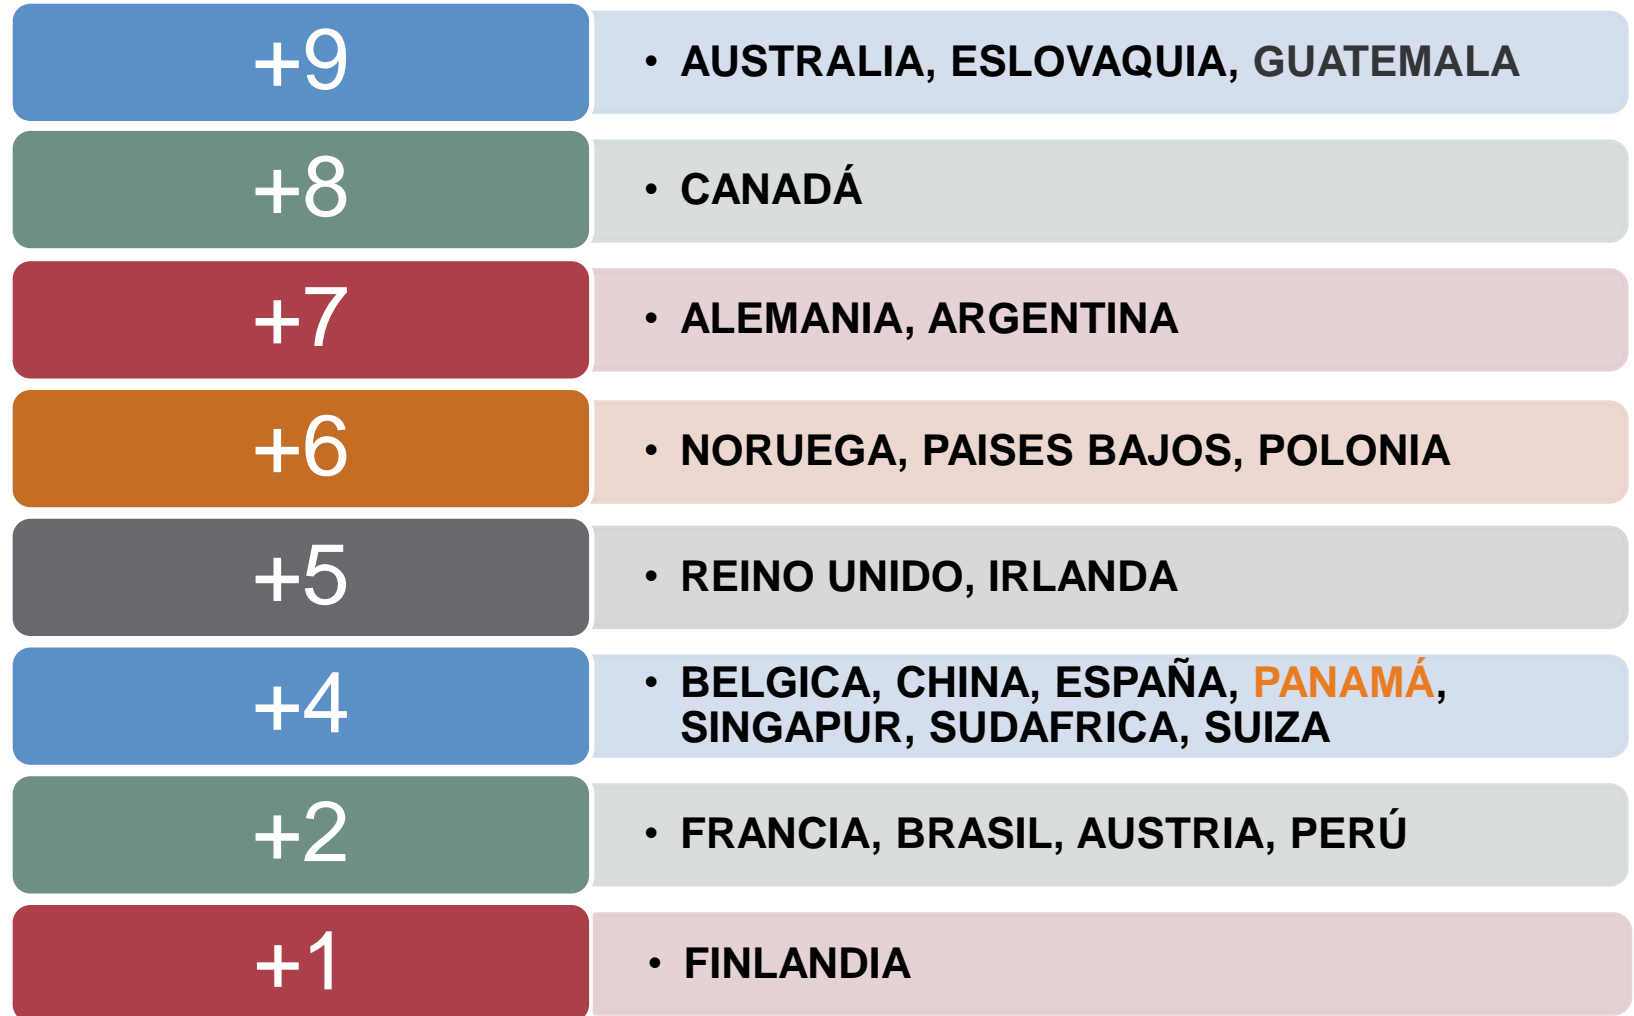 +9
• AUSTRALIA, ESLOVAQUIA, GUATEMALA
+8
• CANADÁ
+7
• ALEMANIA, ARGENTINA
+6
• NORUEGA, PAISES BAJOS, POLONIA
+5
• REINO UNIDO, IRLANDA
+4
• BELGICA, CHINA, ESPAÑA, PANAMÁ,
SINGAPUR, SUDAFRICA, SUIZA
+2
• FRANCIA, BRASIL, AUSTRIA, PERÚ
+1
• FINLANDIA